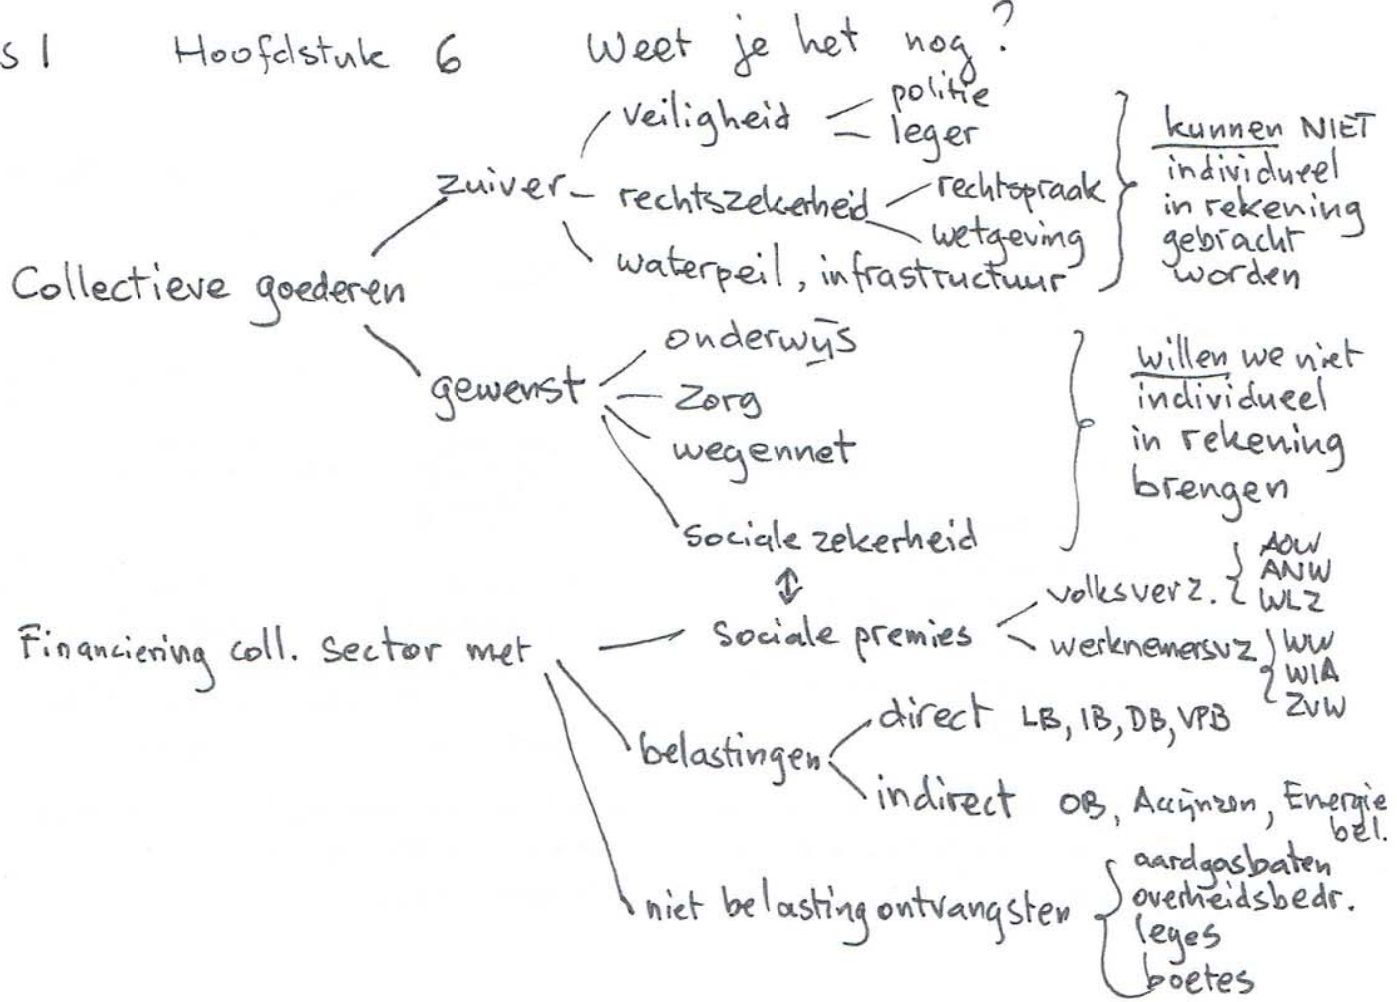 s 1 Hoofdstuk 6 Weet je het nog?
Collectieve goederen
zuiver
veiligheid
politie
leger
rechtszekerheid
rechtspraak
wetgeving
waterpeil, infrastructuur
kunnen NIET
individueel
in rekening
gebracht
worden
gewenst
onderwijs
zorg
wegennet
sociale zekerheid
willen we niet
individueel
in rekening
brengen
Financiering coll. sector met
sociale premies
volksverz.
AOW
ANW
WLZ
werknemersvz
WW
WIA
ZVW
belastingen
direct LB, IB, DB, VPB
indirect OB, Accijnzen, Energie
bel.
niet belasting ontvangsten
aardgasbaten
overheidsbedr.
leges
boetes